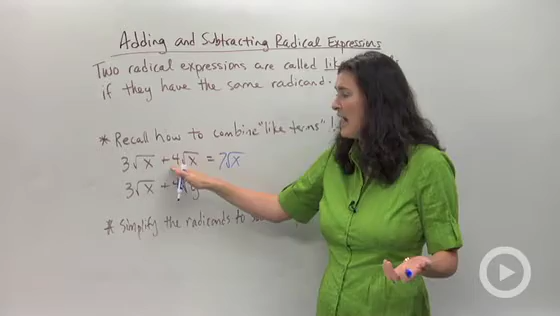 Adding and Subtracting Radical Expressions
Two radical expressions are called
if they have the same radicand.
* Recall how to combine "like terms"!
3√x + 4√x = 7√x
3√x + 4√y
* Simplify the radicands to